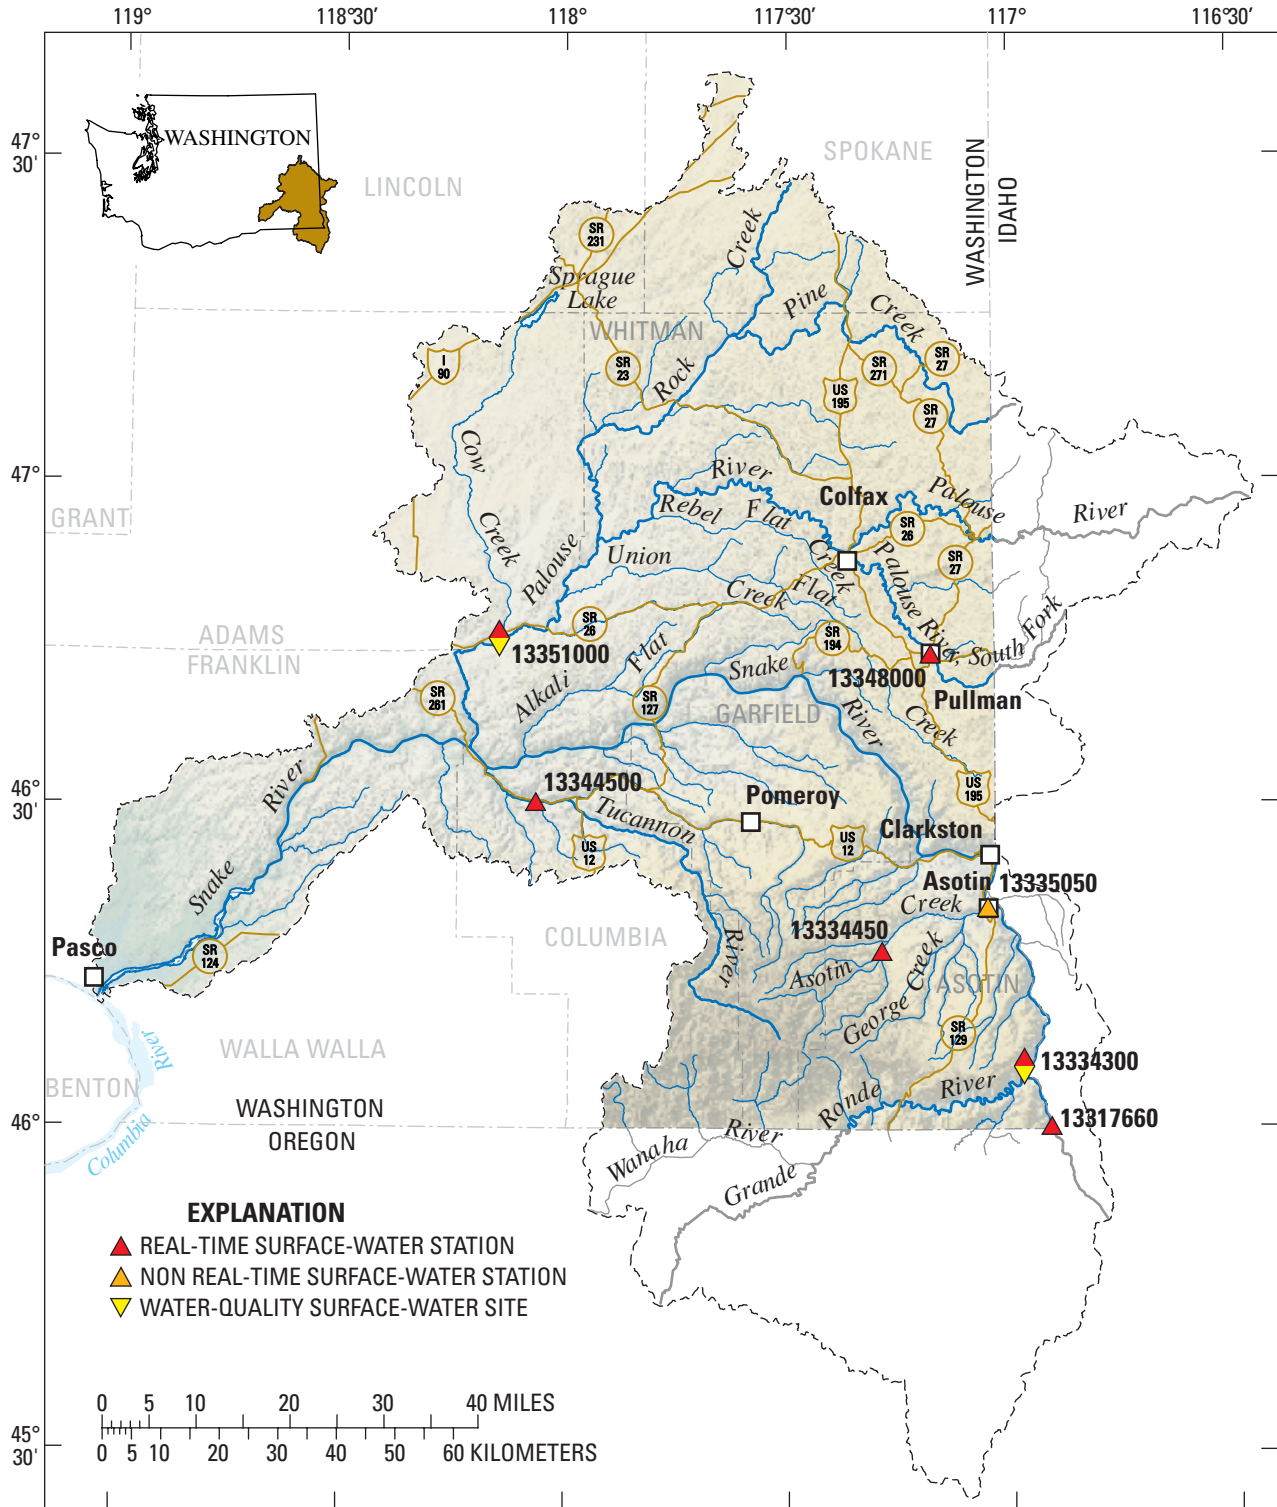 119° 118°30' 118° 117°30' 117° 116°30'
47°
30'
WASHINGTON
LINCOLN
SPOKANE
WASHINGTON
IDAHO
SR
231
Creek
Sprague
Lake
Pine
Creek
WHITMAN
I
90
SR
23
Rock
US
195
SR
271
SR
27
SR
27
Cow
47°
River
Colfax
Palouse
GRANT
Rebel Flat
River
Creek
SR
26
Palouse
Union
Creek
Palouse
SR
27
Flat
Creek
SR
26
Flat
River, South Fork
ADAMS
FRANKLIN
13351000
SR
194
Snake
13348000
Pullman
SR
261
Alkali
SR
127
GARFIELD
River
Creek
River
46°
30'
13344500
Pomeroy
US
195
Tucannon
Clarkston
US
12
US
12
Snake
Asotin
13335050
Creek
13334450
COLUMBIA
Pasco
SR
124
River
Asotin
George Creek
ASOTIN
SR
129
River
WALLA WALLA
13334300
BENTON
River
Ronde
WASHINGTON
OREGON
46°
13317660
Columbia
River
Wanaha
Grande
EXPLANATION
REAL-TIME SURFACE-WATER STATION
NON REAL-TIME SURFACE-WATER STATION
WATER-QUALITY SURFACE-WATER SITE
0 5 10 20 30 40 MILES
0 5 10 20 30 40 50 60 KILOMETERS
45°
30'